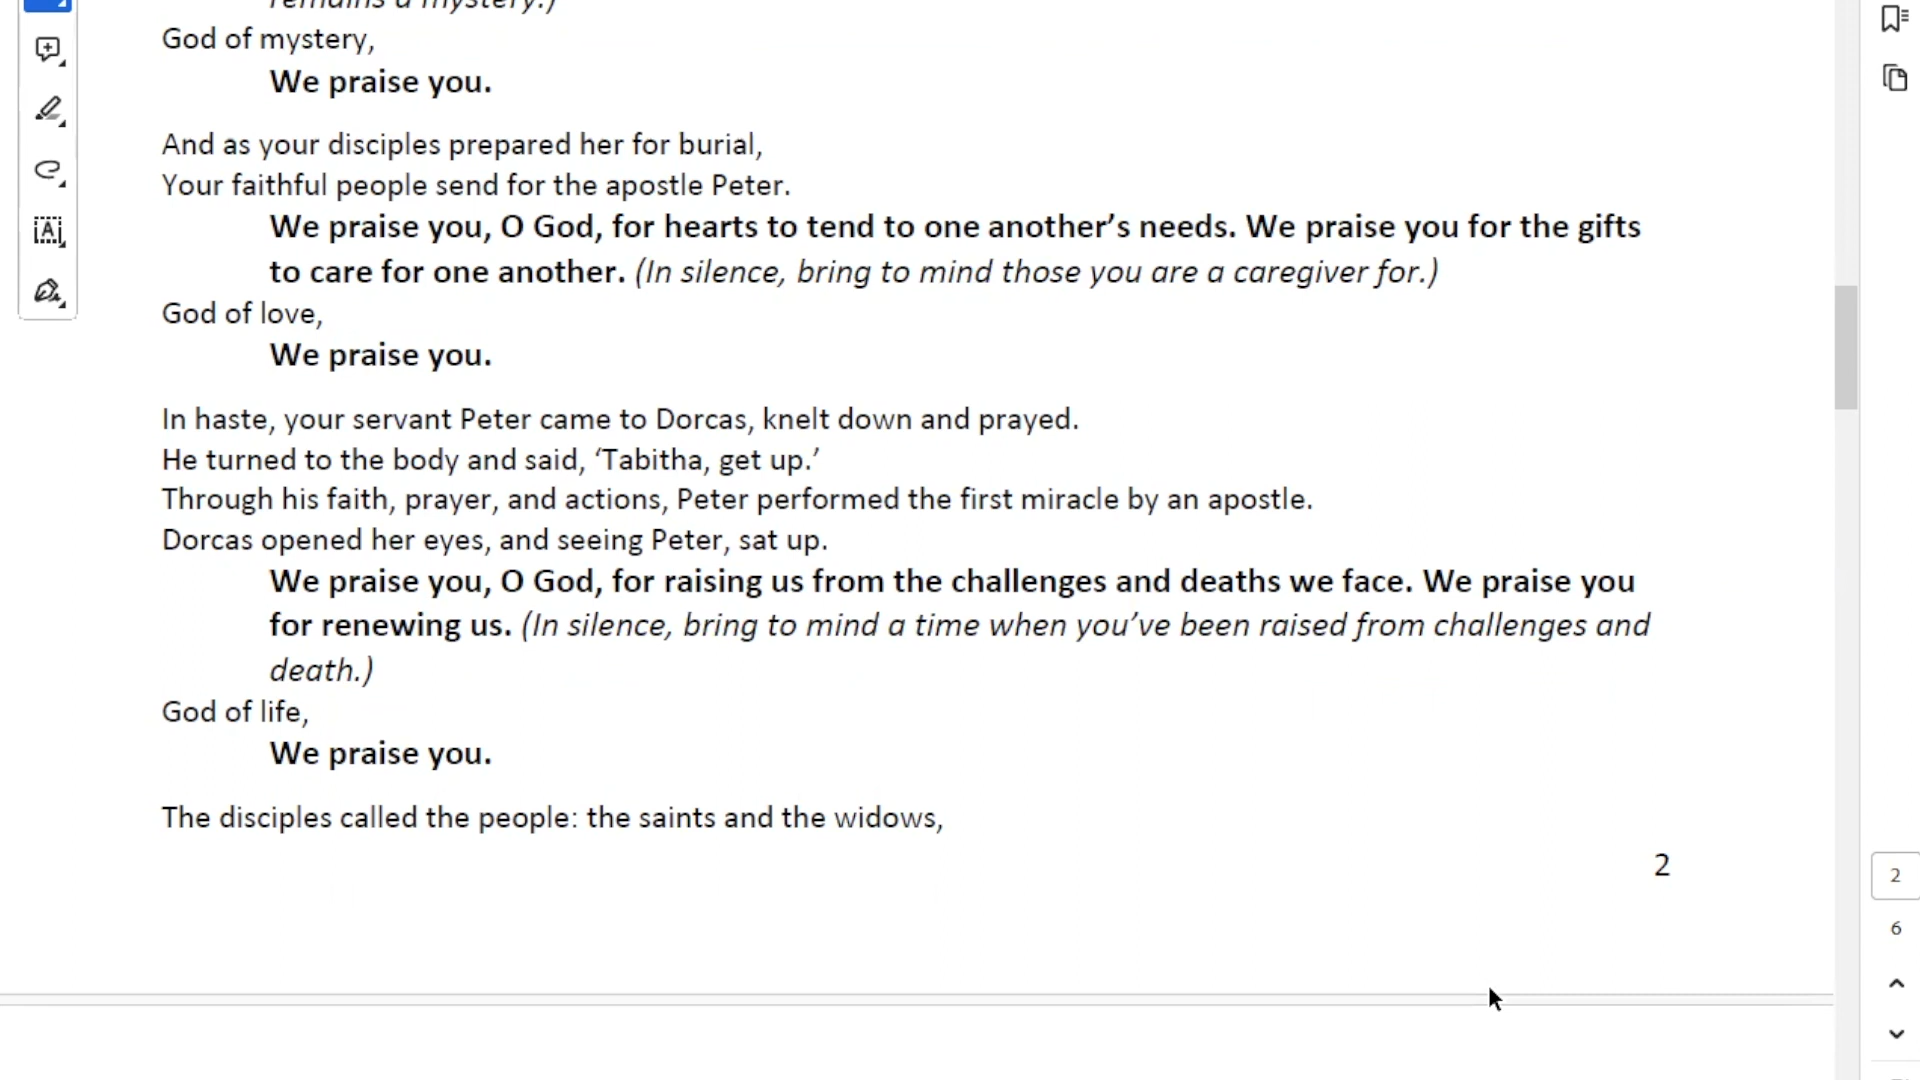 remains a mystery.)
God of mystery,
We praise you.
And as your disciples prepared her for burial,
Your faithful people send for the apostle Peter.
We praise you, O God, for hearts to tend to one another’s needs. We praise you for the gifts
to care for one another. (In silence, bring to mind those you are a caregiver for.)
God of love,
We praise you.
In haste, your servant Peter came to Dorcas, knelt down and prayed.
He turned to the body and said, ‘Tabitha, get up.’
Through his faith, prayer, and actions, Peter performed the first miracle by an apostle.
Dorcas opened her eyes, and seeing Peter, sat up.
We praise you, O God, for raising us from the challenges and deaths we face. We praise you
for renewing us. (In silence, bring to mind a time when you’ve been raised from challenges and
death.)
God of life,
We praise you.
The disciples called the people: the saints and the widows,
2
2
6